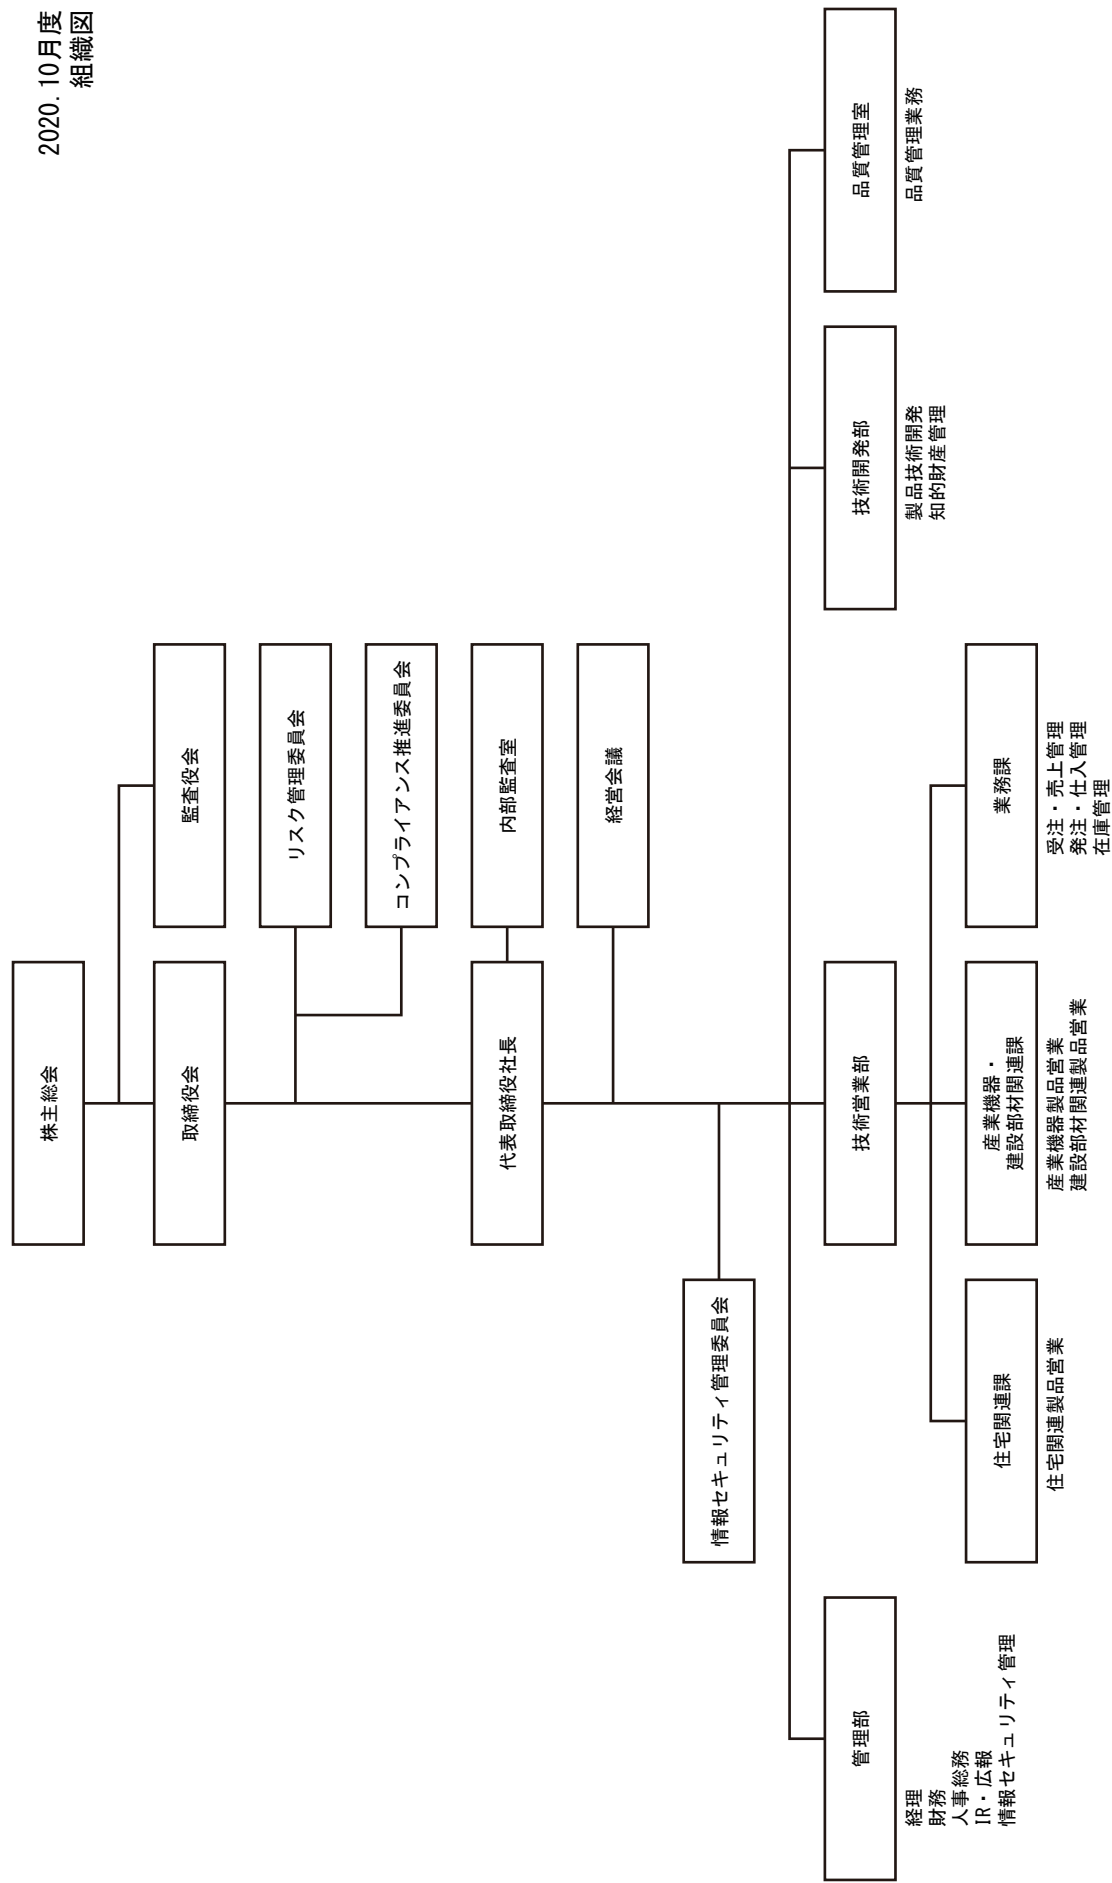 2020.10月度
組織図
株主総会
監査役会
取締役会
リスク管理委員会
コンプライアンス推進委員会
代表取締役社長
内部監査室
経営会議
情報セキュリティ管理委員会
管理部
経理
財務
人事総務
IR・広報
情報セキュリティ管理
技術営業部
住宅関連課
住宅関連製品営業
産業機器・
建設部材関連課
産業機器製品営業
建設部材関連製品営業
業務課
受注・売上管理
発注・仕入管理
在庫管理
技術開発部
製品技術開発
知的財産管理
品質管理室
品質管理業務